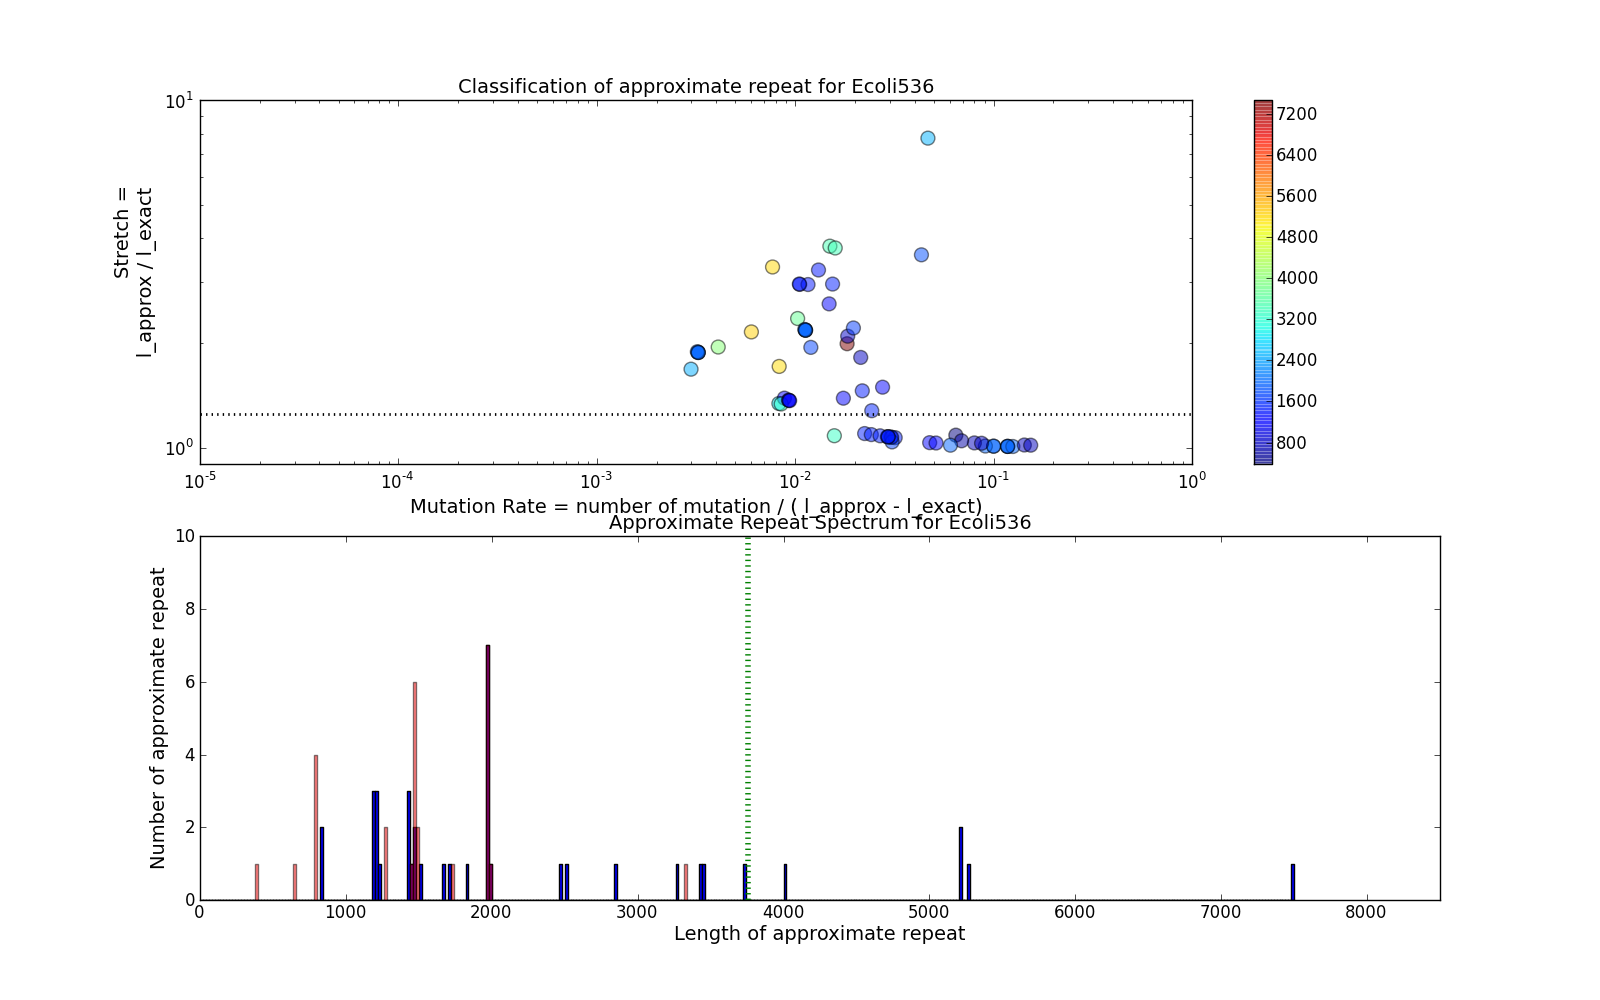 Classification of approximate repeat for Ecoli536
Stretch =
l_approx / l_exact
10^1
10^0
10^-5 10^-4 10^-3 10^-2 10^-1 10^0
Mutation Rate = number of mutation / ( l_approx - l_exact)
7200
6400
5600
4800
4000
3200
2400
1600
800
Approximate Repeat Spectrum for Ecoli536
Number of approximate repeat
10
8
6
4
2
0
0 1000 2000 3000 4000 5000 6000 7000 8000
Length of approximate repeat